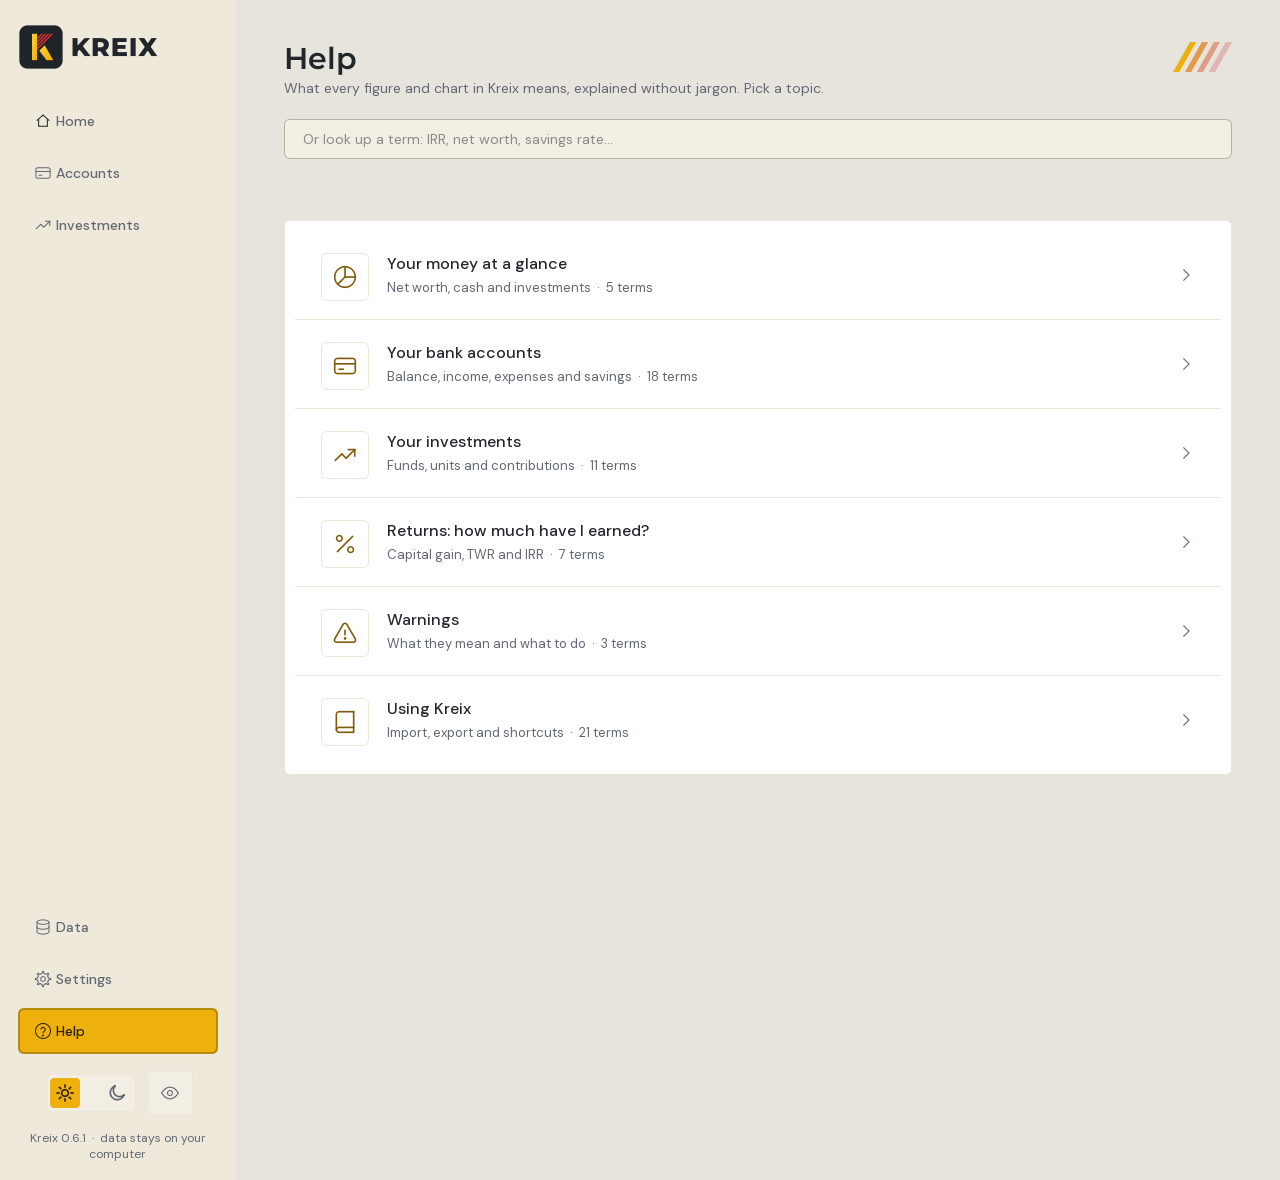 KREIX
Home
Accounts
Investments
Data
Settings
Help
Kreix 0.6.1 · data stays on your
computer
Help
What every figure and chart in Kreix means, explained without jargon. Pick a topic.
Or look up a term: IRR, net worth, savings rate...
Your money at a glance
Net worth, cash and investments · 5 terms
Your bank accounts
Balance, income, expenses and savings · 18 terms
Your investments
Funds, units and contributions · 11 terms
Returns: how much have I earned?
Capital gain, TWR and IRR · 7 terms
Warnings
What they mean and what to do · 3 terms
Using Kreix
Import, export and shortcuts · 21 terms